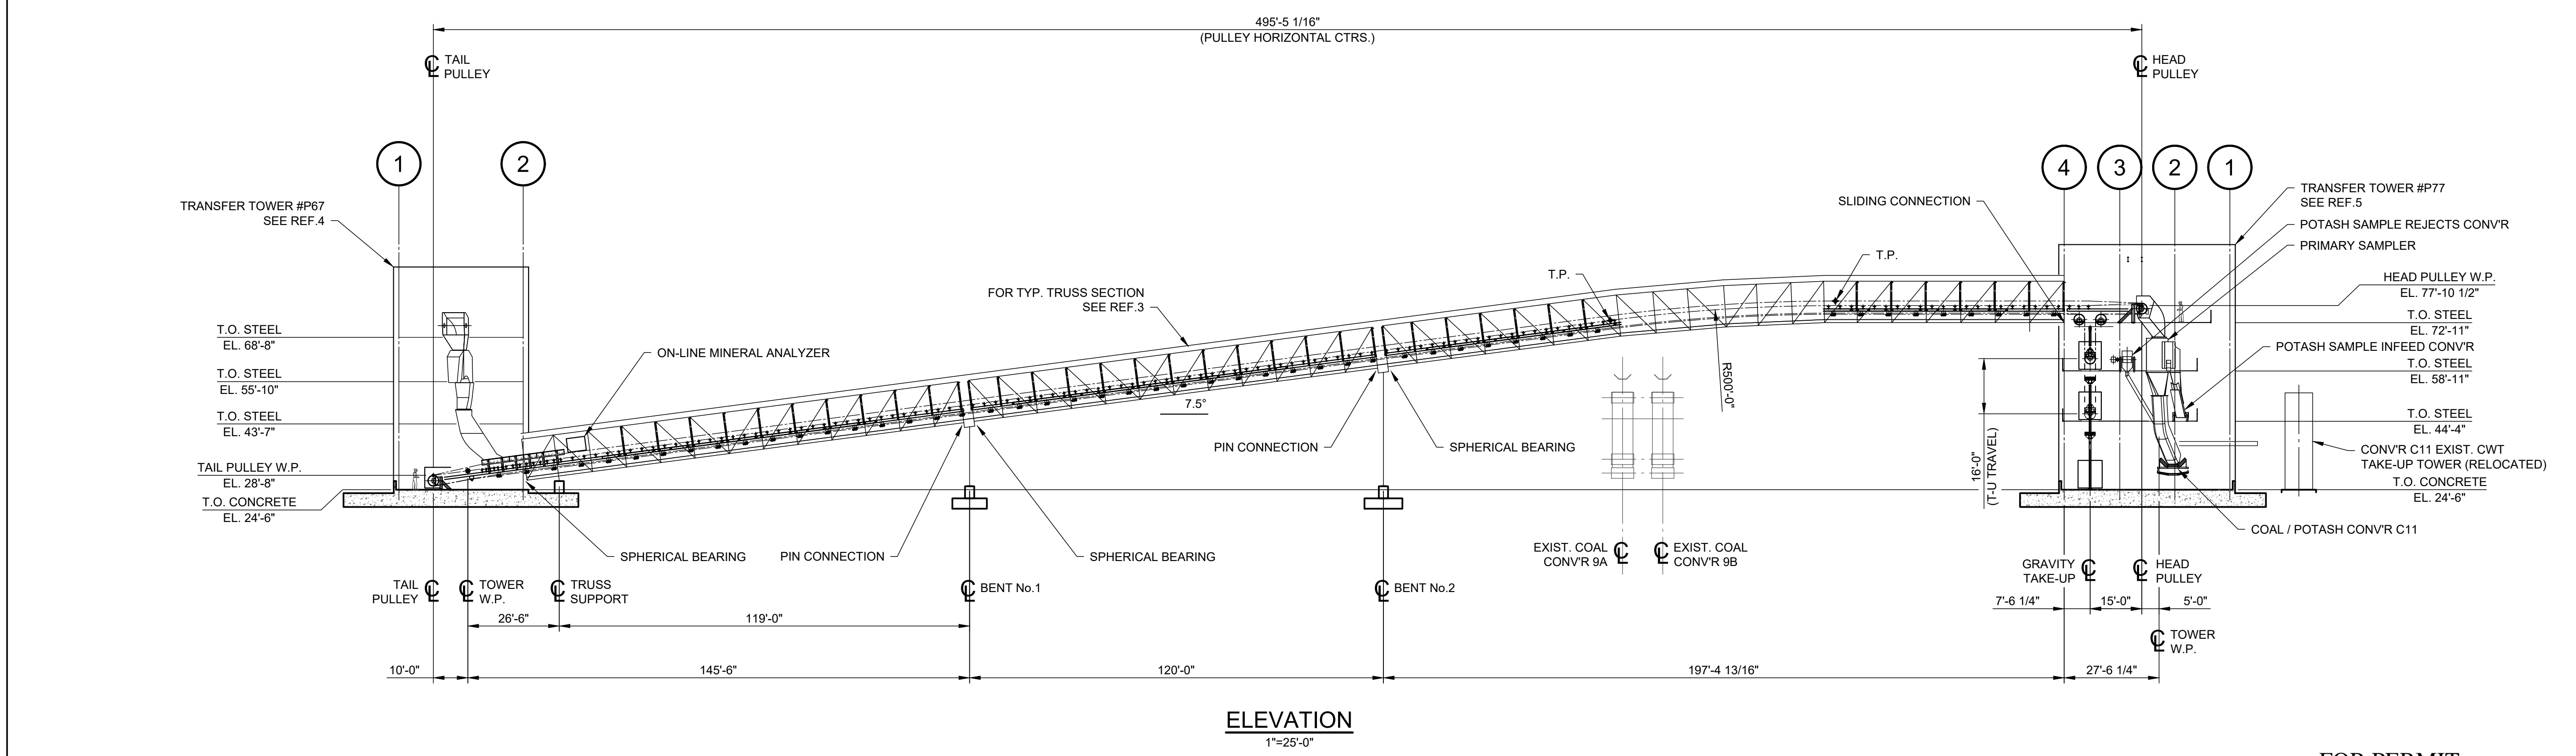 495'-5 1/16"
(PULLEY HORIZONTAL CTRS.)
℄ TAIL
PULLEY
℄ HEAD
PULLEY
1
2
4
3
2
1
TRANSFER TOWER #P67
SEE REF.4
SLIDING CONNECTION
TRANSFER TOWER #P77
SEE REF.5
POTASH SAMPLE REJECTS CONV'R
PRIMARY SAMPLER
T.P.
T.P.
FOR TYP. TRUSS SECTION
SEE REF.3
HEAD PULLEY W.P.
EL. 77'-10 1/2"
T.O. STEEL
EL. 72'-11"
POTASH SAMPLE INFEED CONV'R
T.O. STEEL
EL. 58'-11"
T.O. STEEL
EL. 44'-4"
T.O. STEEL
EL. 68'-8"
ON-LINE MINERAL ANALYZER
T.O. STEEL
EL. 55'-10"
T.O. STEEL
EL. 43'-7"
7.5°
R500'-0"
PIN CONNECTION
SPHERICAL BEARING
16'-0"
(T-U TRAVEL)
CONV'R C11 EXIST. CWT
TAKE-UP TOWER (RELOCATED)
TAIL PULLEY W.P.
EL. 28'-8"
T.O. CONCRETE
EL. 24'-6"
T.O. CONCRETE
EL. 24'-6"
COAL / POTASH CONV'R C11
SPHERICAL BEARING
PIN CONNECTION
SPHERICAL BEARING
EXIST. COAL ℄
CONV'R 9A
℄ EXIST. COAL
CONV'R 9B
TAIL ℄
PULLEY
℄ TOWER
W.P.
℄ TRUSS
SUPPORT
℄ BENT No.1
℄ BENT No.2
GRAVITY ℄
TAKE-UP
℄ HEAD
PULLEY
7'-6 1/4"
15'-0"
5'-0"
26'-6"
119'-0"
℄ TOWER
W.P.
10'-0"
145'-6"
120'-0"
197'-4 13/16"
27'-6 1/4"
ELEVATION
1"=25'-0"
FOR PERMIT